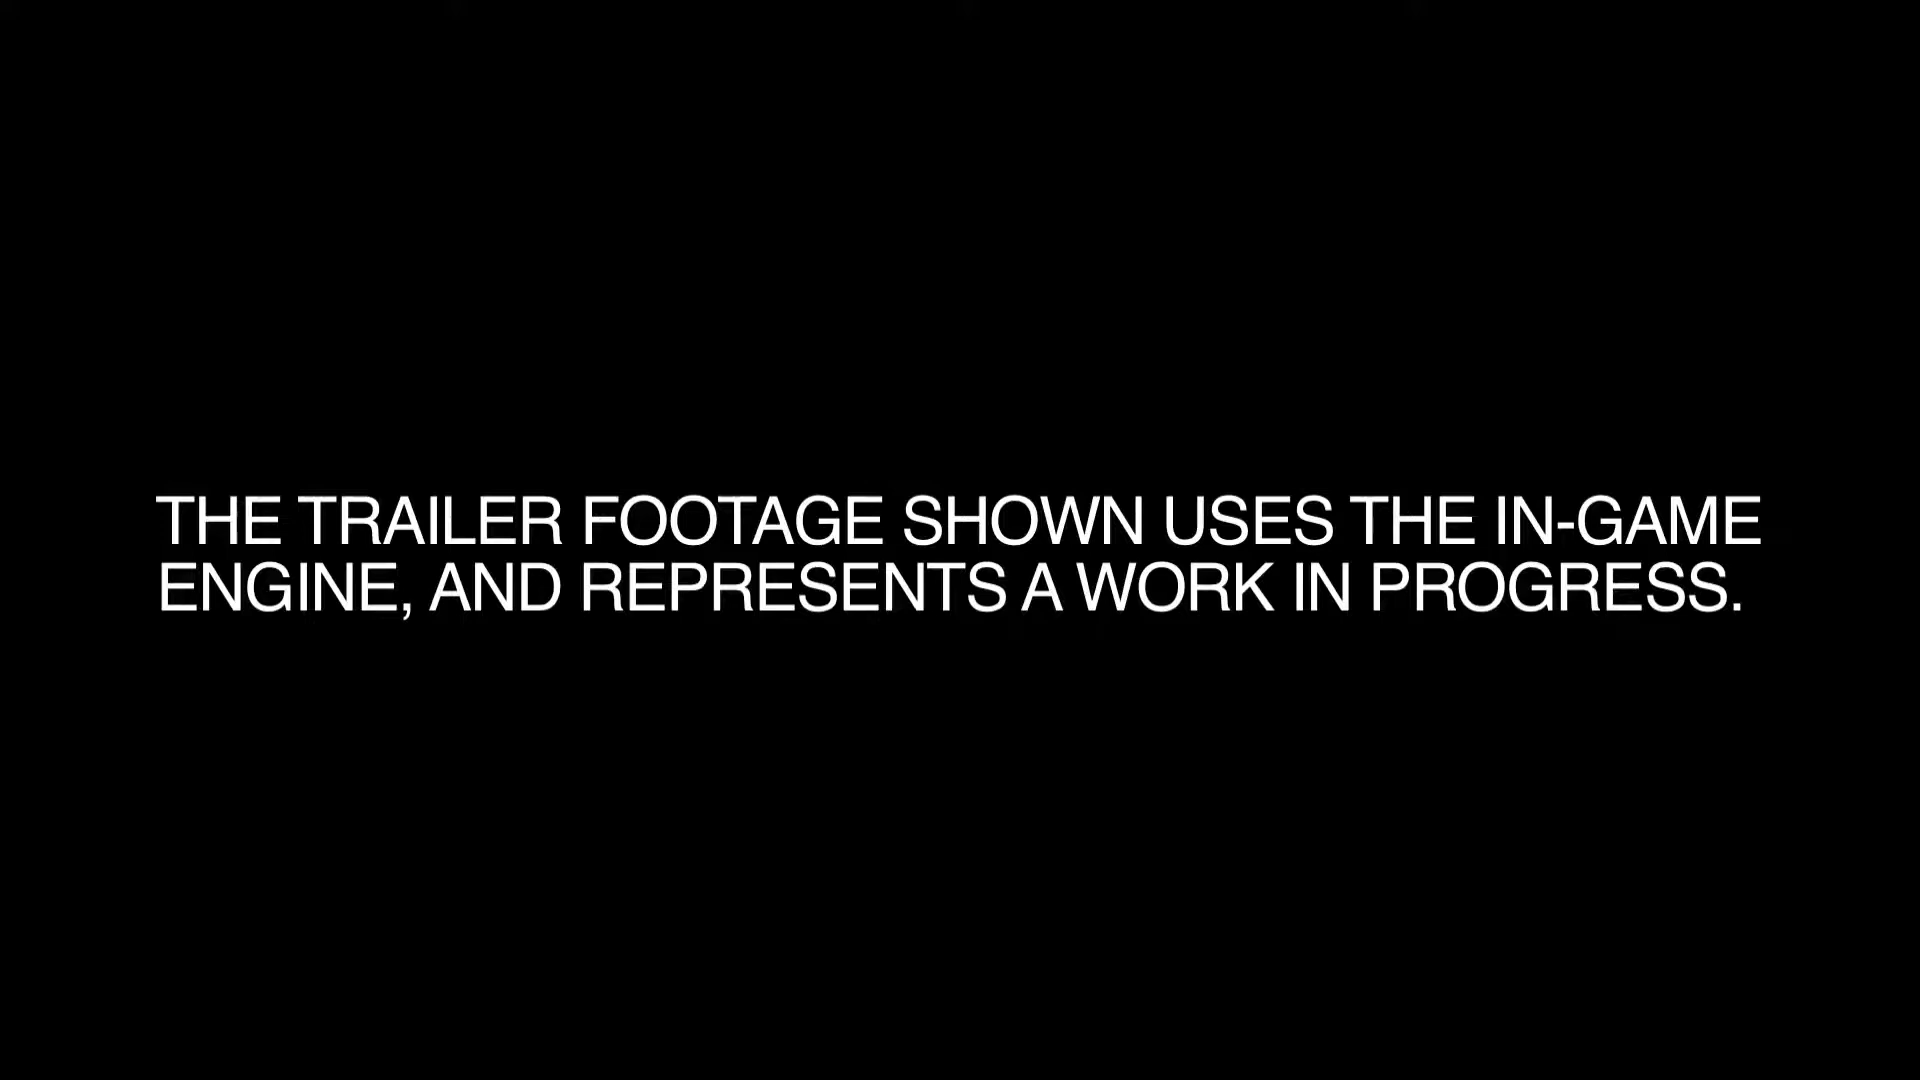 THE TRAILER FOOTAGE SHOWN USES THE IN-GAME
ENGINE, AND REPRESENTS A WORK IN PROGRESS.